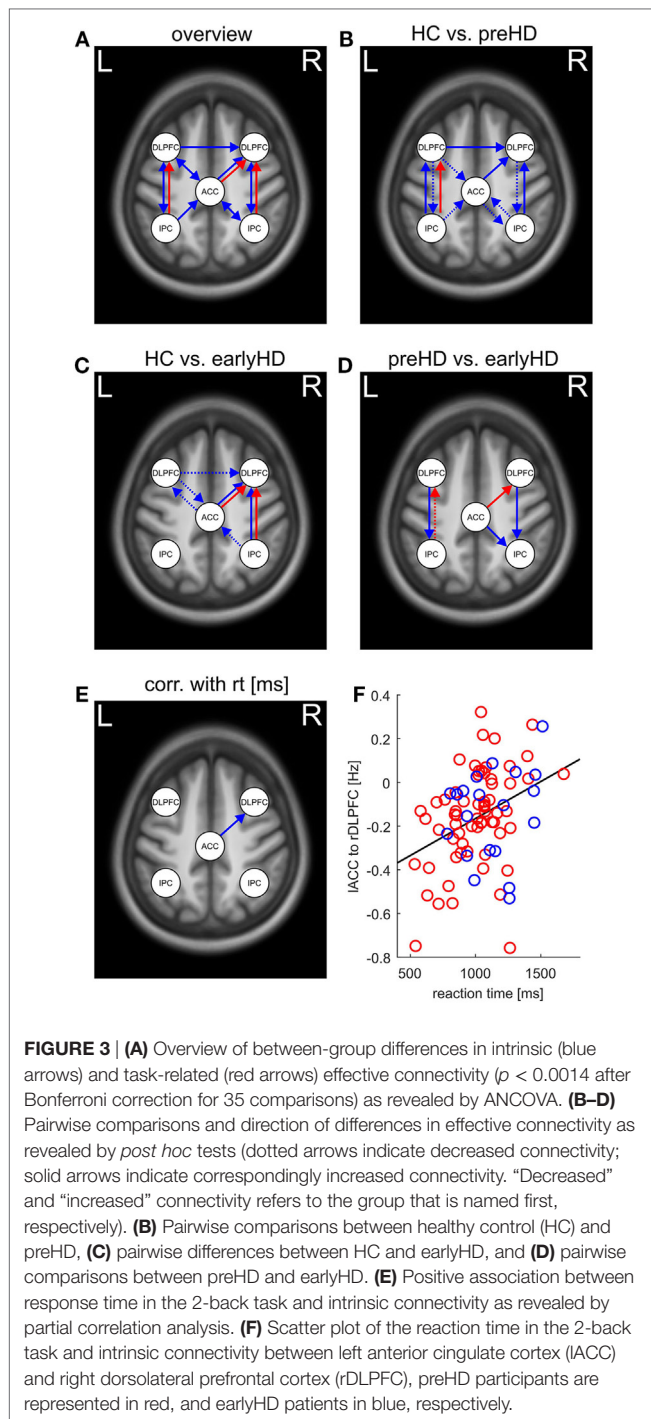 A overview
L R
DLPFC DLPFC
ACC
IPC IPC
B HC vs. preHD
L R
DLPFC DLPFC
ACC
IPC IPC
C HC vs. earlyHD
L R
DLPFC DLPFC
ACC
IPC IPC
D preHD vs. earlyHD
L R
DLPFC DLPFC
ACC
IPC IPC
E corr. with rt [ms]
L R
DLPFC DLPFC
ACC
IPC IPC
F
lACC to rDLPFC [Hz]
0.4
0.2
0
-0.2
-0.4
-0.6
-0.8
500 1000 1500
reaction time [ms]
FIGURE 3 | (A) Overview of between-group differences in intrinsic (blue
arrows) and task-related (red arrows) effective connectivity (p < 0.0014 after
Bonferroni correction for 35 comparisons) as revealed by ANCOVA. (B–D)
Pairwise comparisons and direction of differences in effective connectivity as
revealed by post hoc tests (dotted arrows indicate decreased connectivity;
solid arrows indicate correspondingly increased connectivity. “Decreased”
and “increased” connectivity refers to the group that is named first,
respectively). (B) Pairwise comparisons between healthy control (HC) and
preHD, (C) pairwise differences between HC and earlyHD, and (D) pairwise
comparisons between preHD and earlyHD. (E) Positive association between
response time in the 2-back task and intrinsic connectivity as revealed by
partial correlation analysis. (F) Scatter plot of the reaction time in the 2-back
task and intrinsic connectivity between left anterior cingulate cortex (lACC)
and right dorsolateral prefrontal cortex (rDLPFC), preHD participants are
represented in red, and earlyHD patients in blue, respectively.